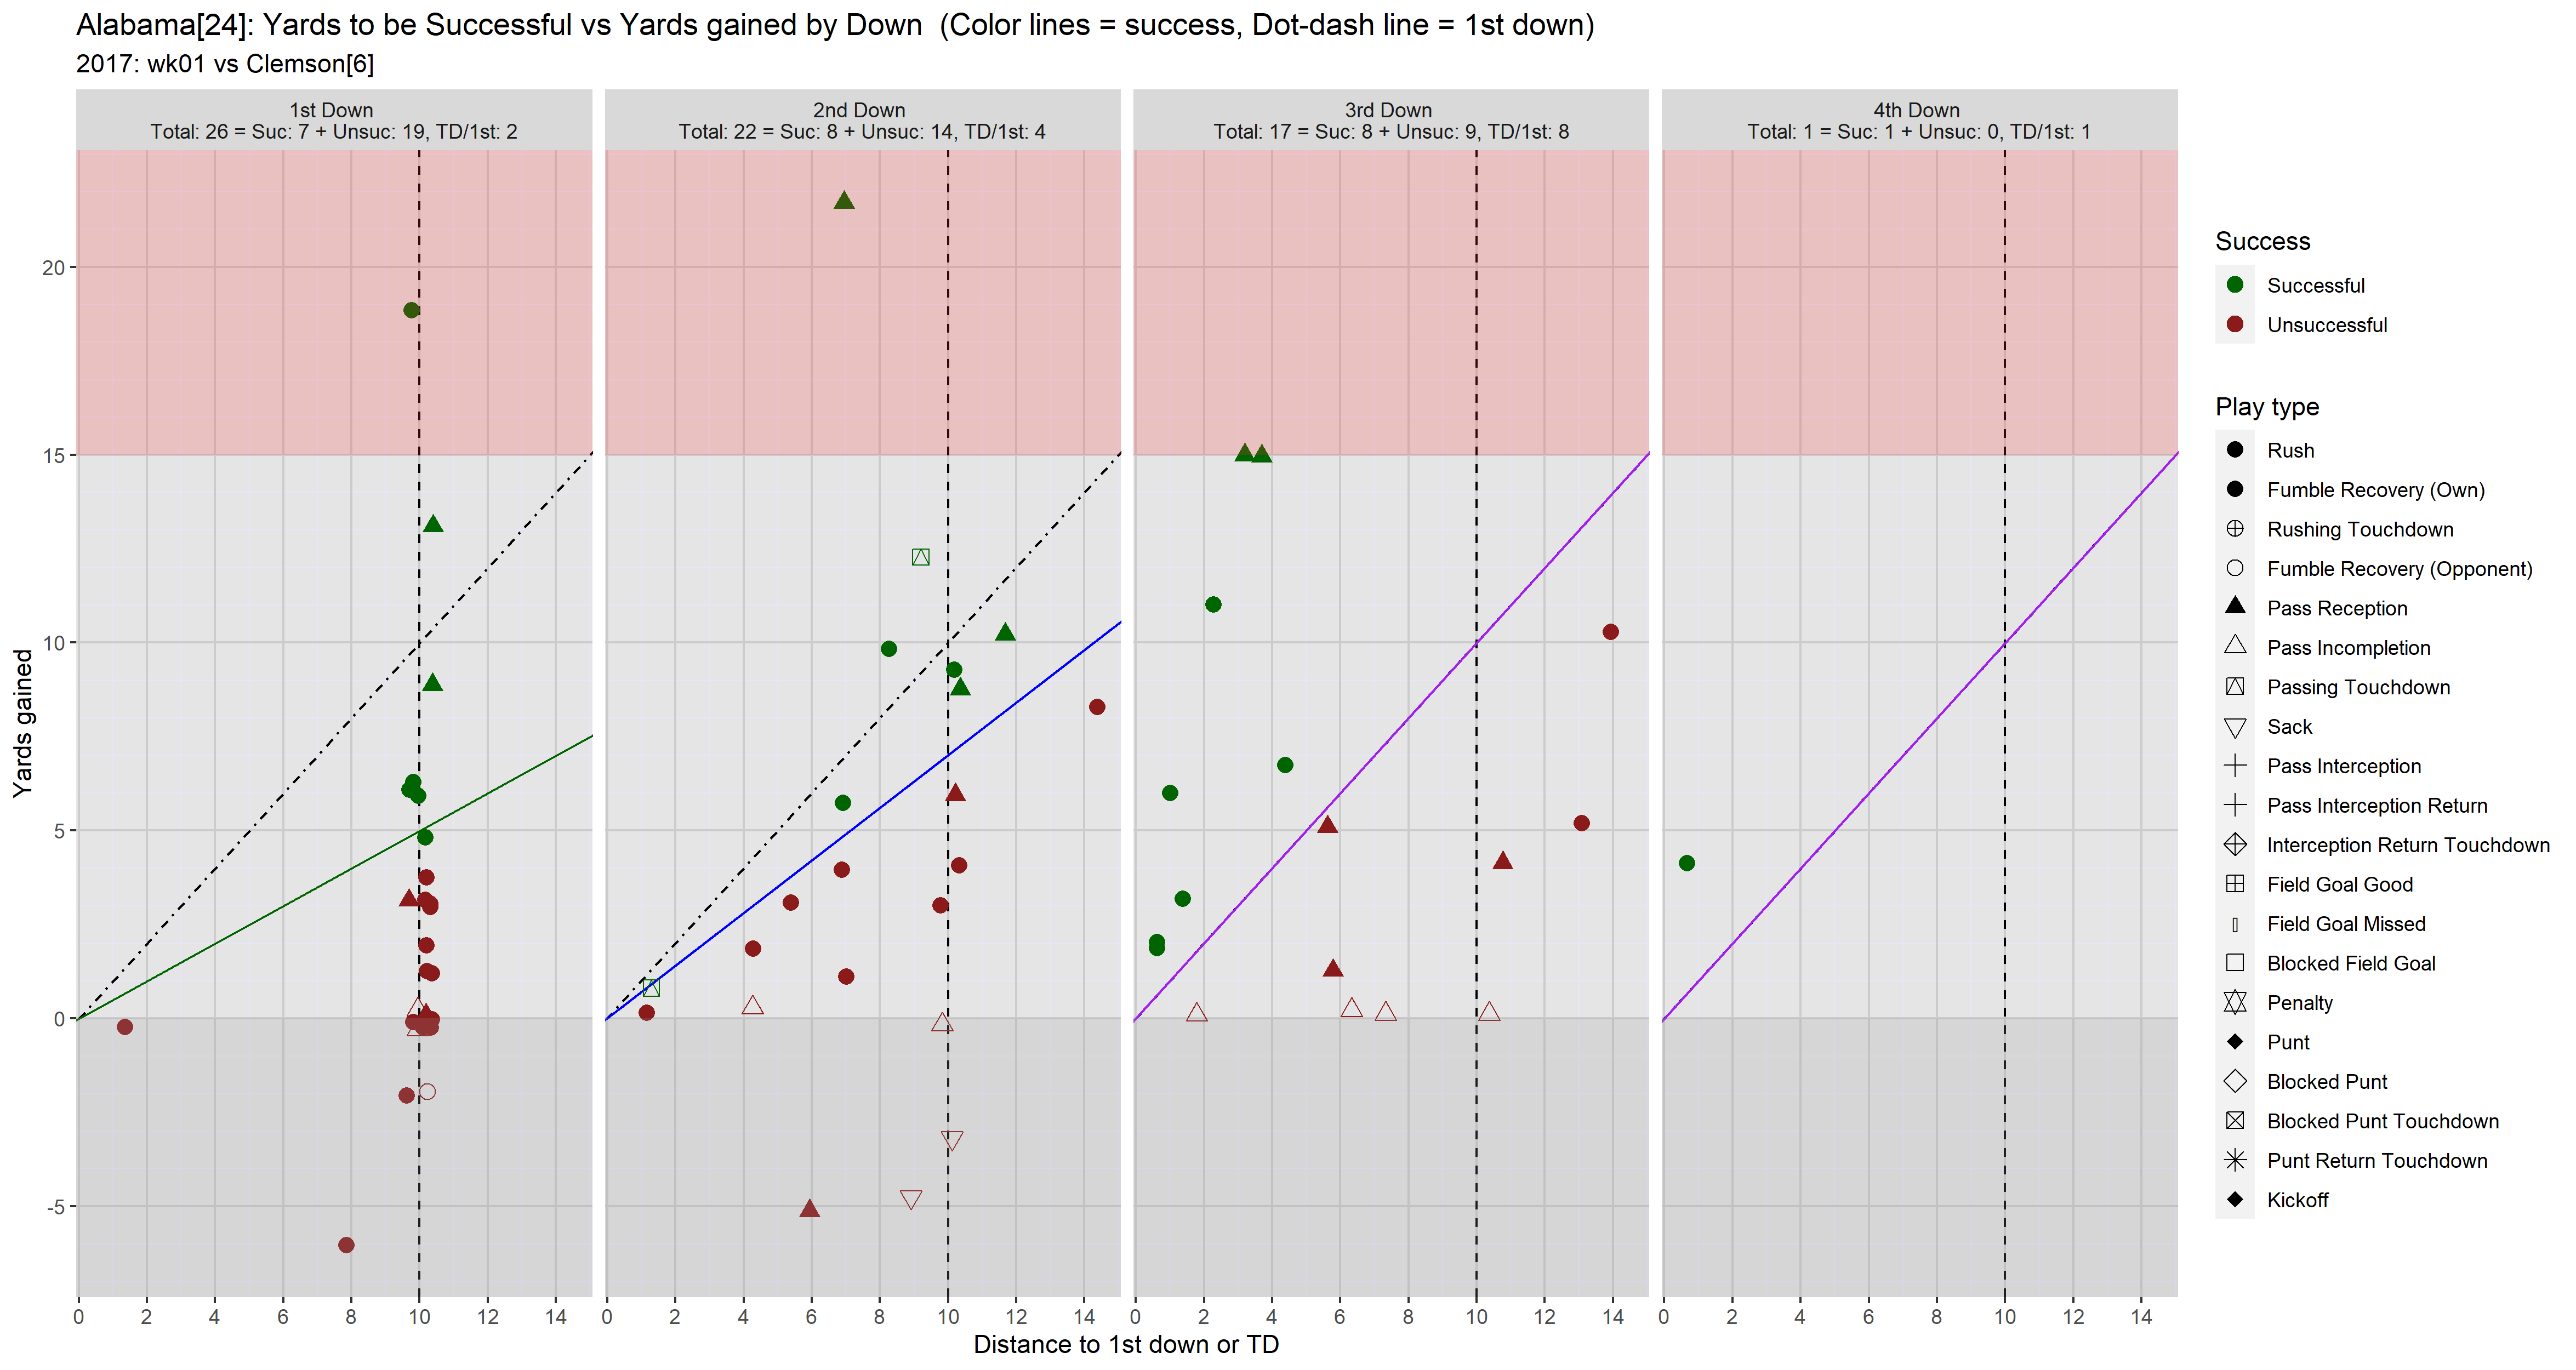 Alabama[24]: Yards to be Successful vs Yards gained by Down  (Color lines = success, Dot-dash line = 1st down)
2017: wk01 vs Clemson[6]
1st Down
Total: 26 = Suc: 7 + Unsuc: 19, TD/1st: 2
2nd Down
Total: 22 = Suc: 8 + Unsuc: 14, TD/1st: 4
3rd Down
Total: 17 = Suc: 8 + Unsuc: 9, TD/1st: 8
4th Down
Total: 1 = Suc: 1 + Unsuc: 0, TD/1st: 1
Yards gained
20
15
10
5
0
-5
0 2 4 6 8 10 12 14
0 2 4 6 8 10 12 14
0 2 4 6 8 10 12 14
0 2 4 6 8 10 12 14
Distance to 1st down or TD
Success
Successful
Unsuccessful
Play type
Rush
Fumble Recovery (Own)
Rushing Touchdown
Fumble Recovery (Opponent)
Pass Reception
Pass Incompletion
Passing Touchdown
Sack
Pass Interception
Pass Interception Return
Interception Return Touchdown
Field Goal Good
Field Goal Missed
Blocked Field Goal
Penalty
Punt
Blocked Punt
Blocked Punt Touchdown
Punt Return Touchdown
Kickoff